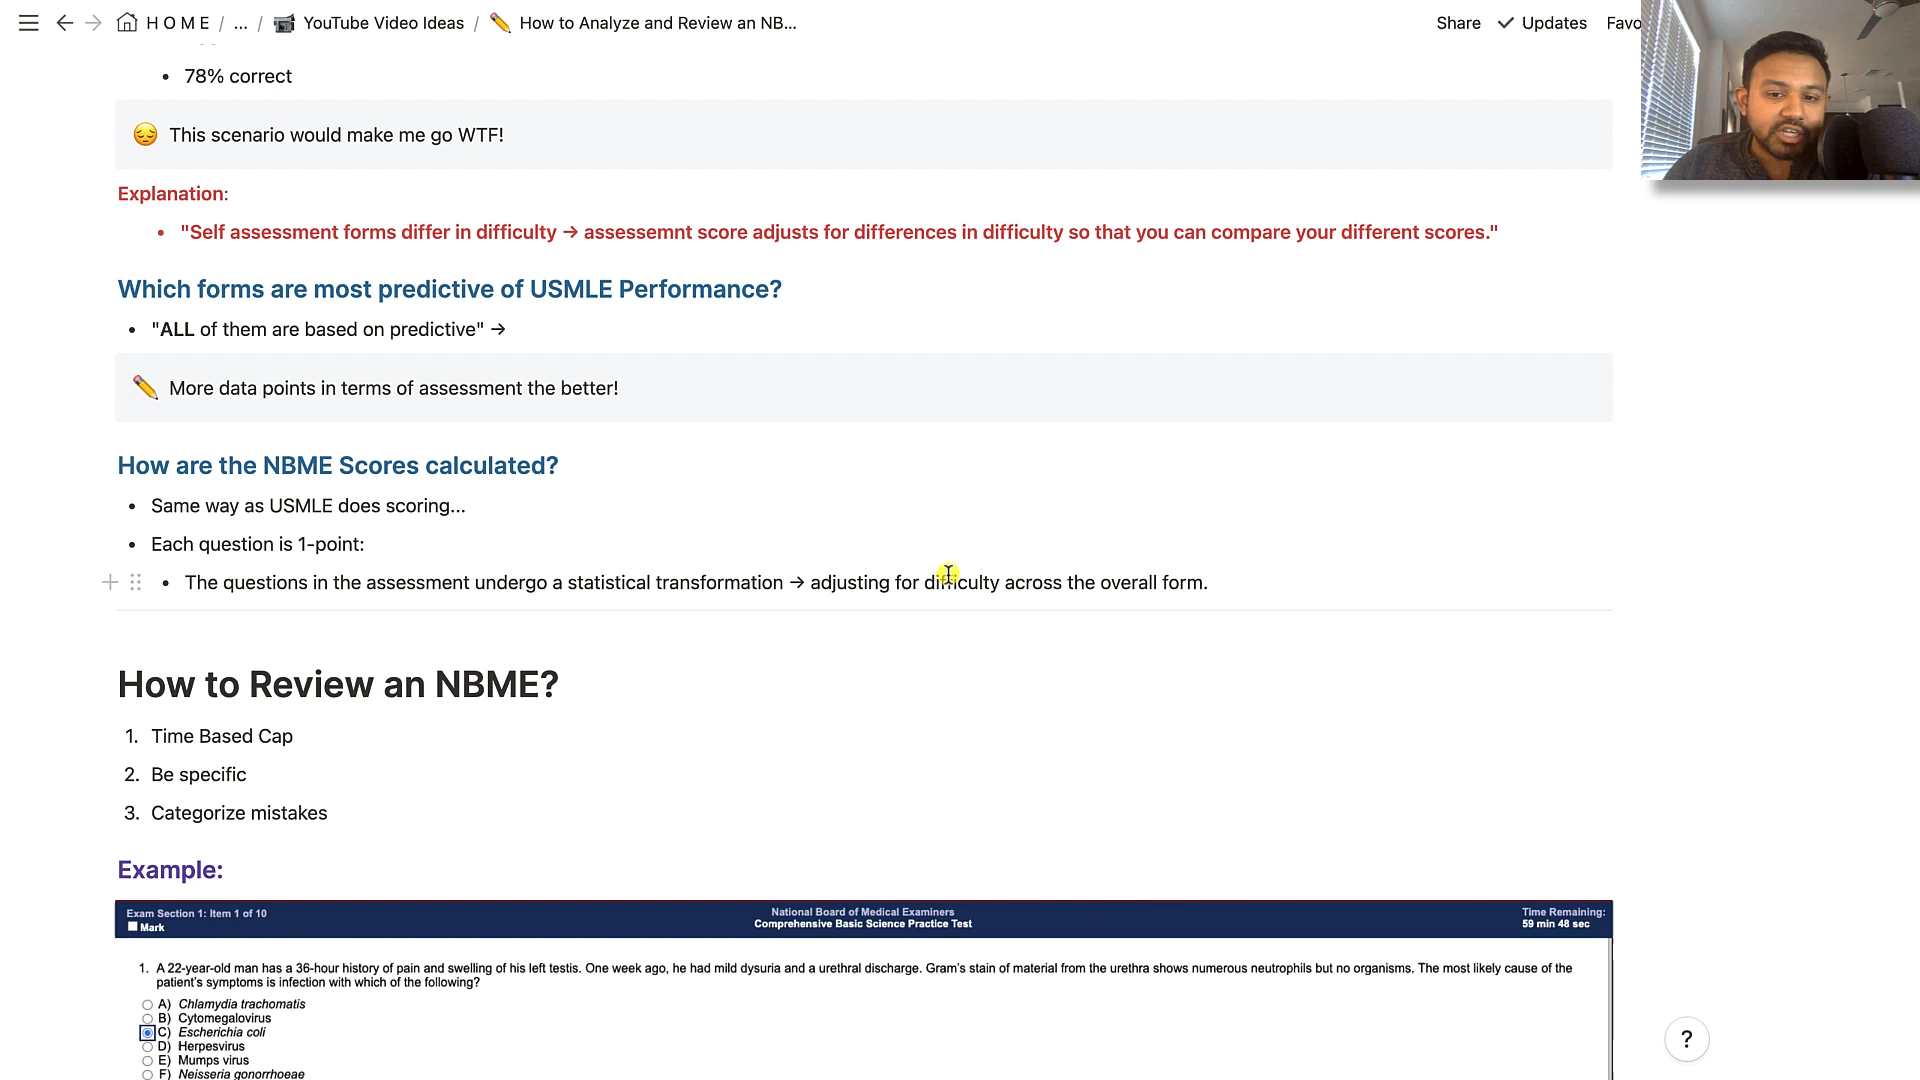 H O M E / ... / YouTube Video Ideas / How to Analyze and Review an NB...
Share Updates Favo
78% correct
This scenario would make me go WTF!
Explanation:
"Self assessment forms differ in difficulty → assessemnt score adjusts for differences in difficulty so that you can compare your different scores."
Which forms are most predictive of USMLE Performance?
"ALL of them are based on predictive" →
More data points in terms of assessment the better!
How are the NBME Scores calculated?
Same way as USMLE does scoring...
Each question is 1-point:
The questions in the assessment undergo a statistical transformation → adjusting for difficulty across the overall form.
How to Review an NBME?
1. Time Based Cap
2. Be specific
3. Categorize mistakes
Example:
Exam Section 1: Item 1 of 10
Mark
National Board of Medical Examiners
Comprehensive Basic Science Practice Test
Time Remaining:
59 min 48 sec
1. A 22-year-old man has a 36-hour history of pain and swelling of his left testis. One week ago, he had mild dysuria and a urethral discharge. Gram's stain of material from the urethra shows numerous neutrophils but no organisms. The most likely cause of the
patient's symptoms is infection with which of the following?
A) Chlamydia trachomatis
B) Cytomegalovirus
C) Escherichia coli
D) Herpesvirus
E) Mumps virus
F) Neisseria gonorrhoeae
?